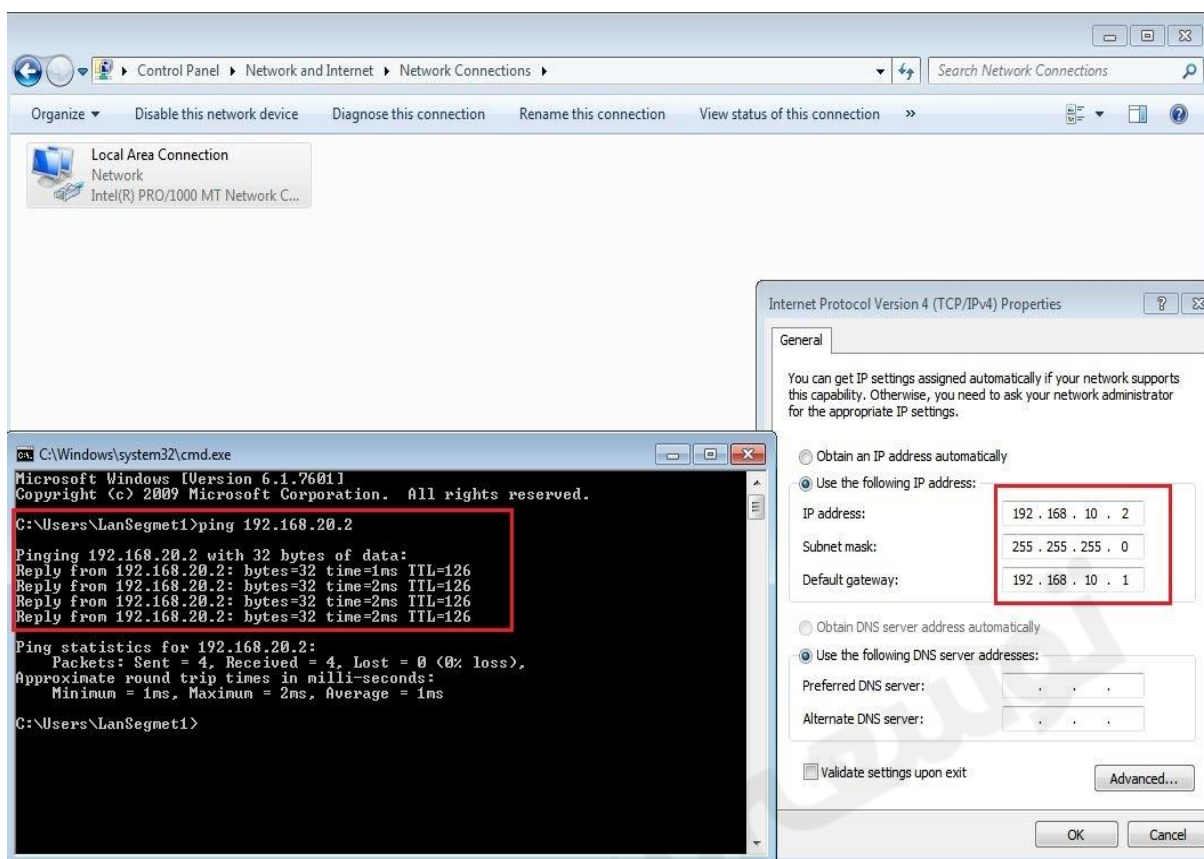 Control Panel ▸ Network and Internet ▸ Network Connections ▸
Search Network Connections
Organize ▾ Disable this network device Diagnose this connection Rename this connection View status of this connection »
Local Area Connection
Network
Intel(R) PRO/1000 MT Network C...
Internet Protocol Version 4 (TCP/IPv4) Properties
General
You can get IP settings assigned automatically if your network supports
this capability. Otherwise, you need to ask your network administrator
for the appropriate IP settings.
Obtain an IP address automatically
Use the following IP address:
IP address: 192 . 168 . 10 . 2
Subnet mask: 255 . 255 . 255 . 0
Default gateway: 192 . 168 . 10 . 1
Obtain DNS server address automatically
Use the following DNS server addresses:
Preferred DNS server: . . .
Alternate DNS server: . . .
Validate settings upon exit
Advanced...
OK Cancel
C:\Windows\system32\cmd.exe
Microsoft Windows [Version 6.1.7601]
Copyright (c) 2009 Microsoft Corporation. All rights reserved.
C:\Users\LanSegmet1>ping 192.168.20.2
Pinging 192.168.20.2 with 32 bytes of data:
Reply from 192.168.20.2: bytes=32 time=1ms TTL=126
Reply from 192.168.20.2: bytes=32 time=2ms TTL=126
Reply from 192.168.20.2: bytes=32 time=2ms TTL=126
Reply from 192.168.20.2: bytes=32 time=2ms TTL=126
Ping statistics for 192.168.20.2:
Packets: Sent = 4, Received = 4, Lost = 0 (0% loss),
Approximate round trip times in milli-seconds:
Minimum = 1ms, Maximum = 2ms, Average = 1ms
C:\Users\LanSegmet1>